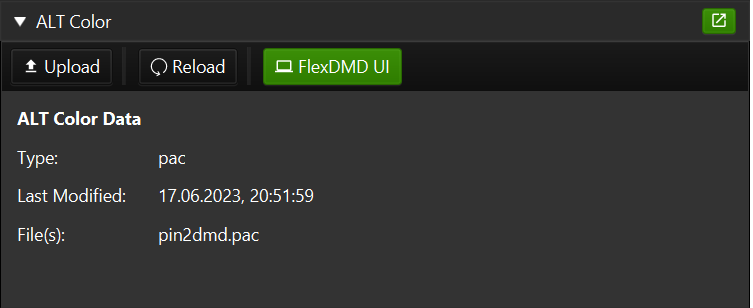 ALT Color
Upload Reload FlexDMD UI
ALT Color Data
Type: pac
Last Modified: 17.06.2023, 20:51:59
File(s): pin2dmd.pac